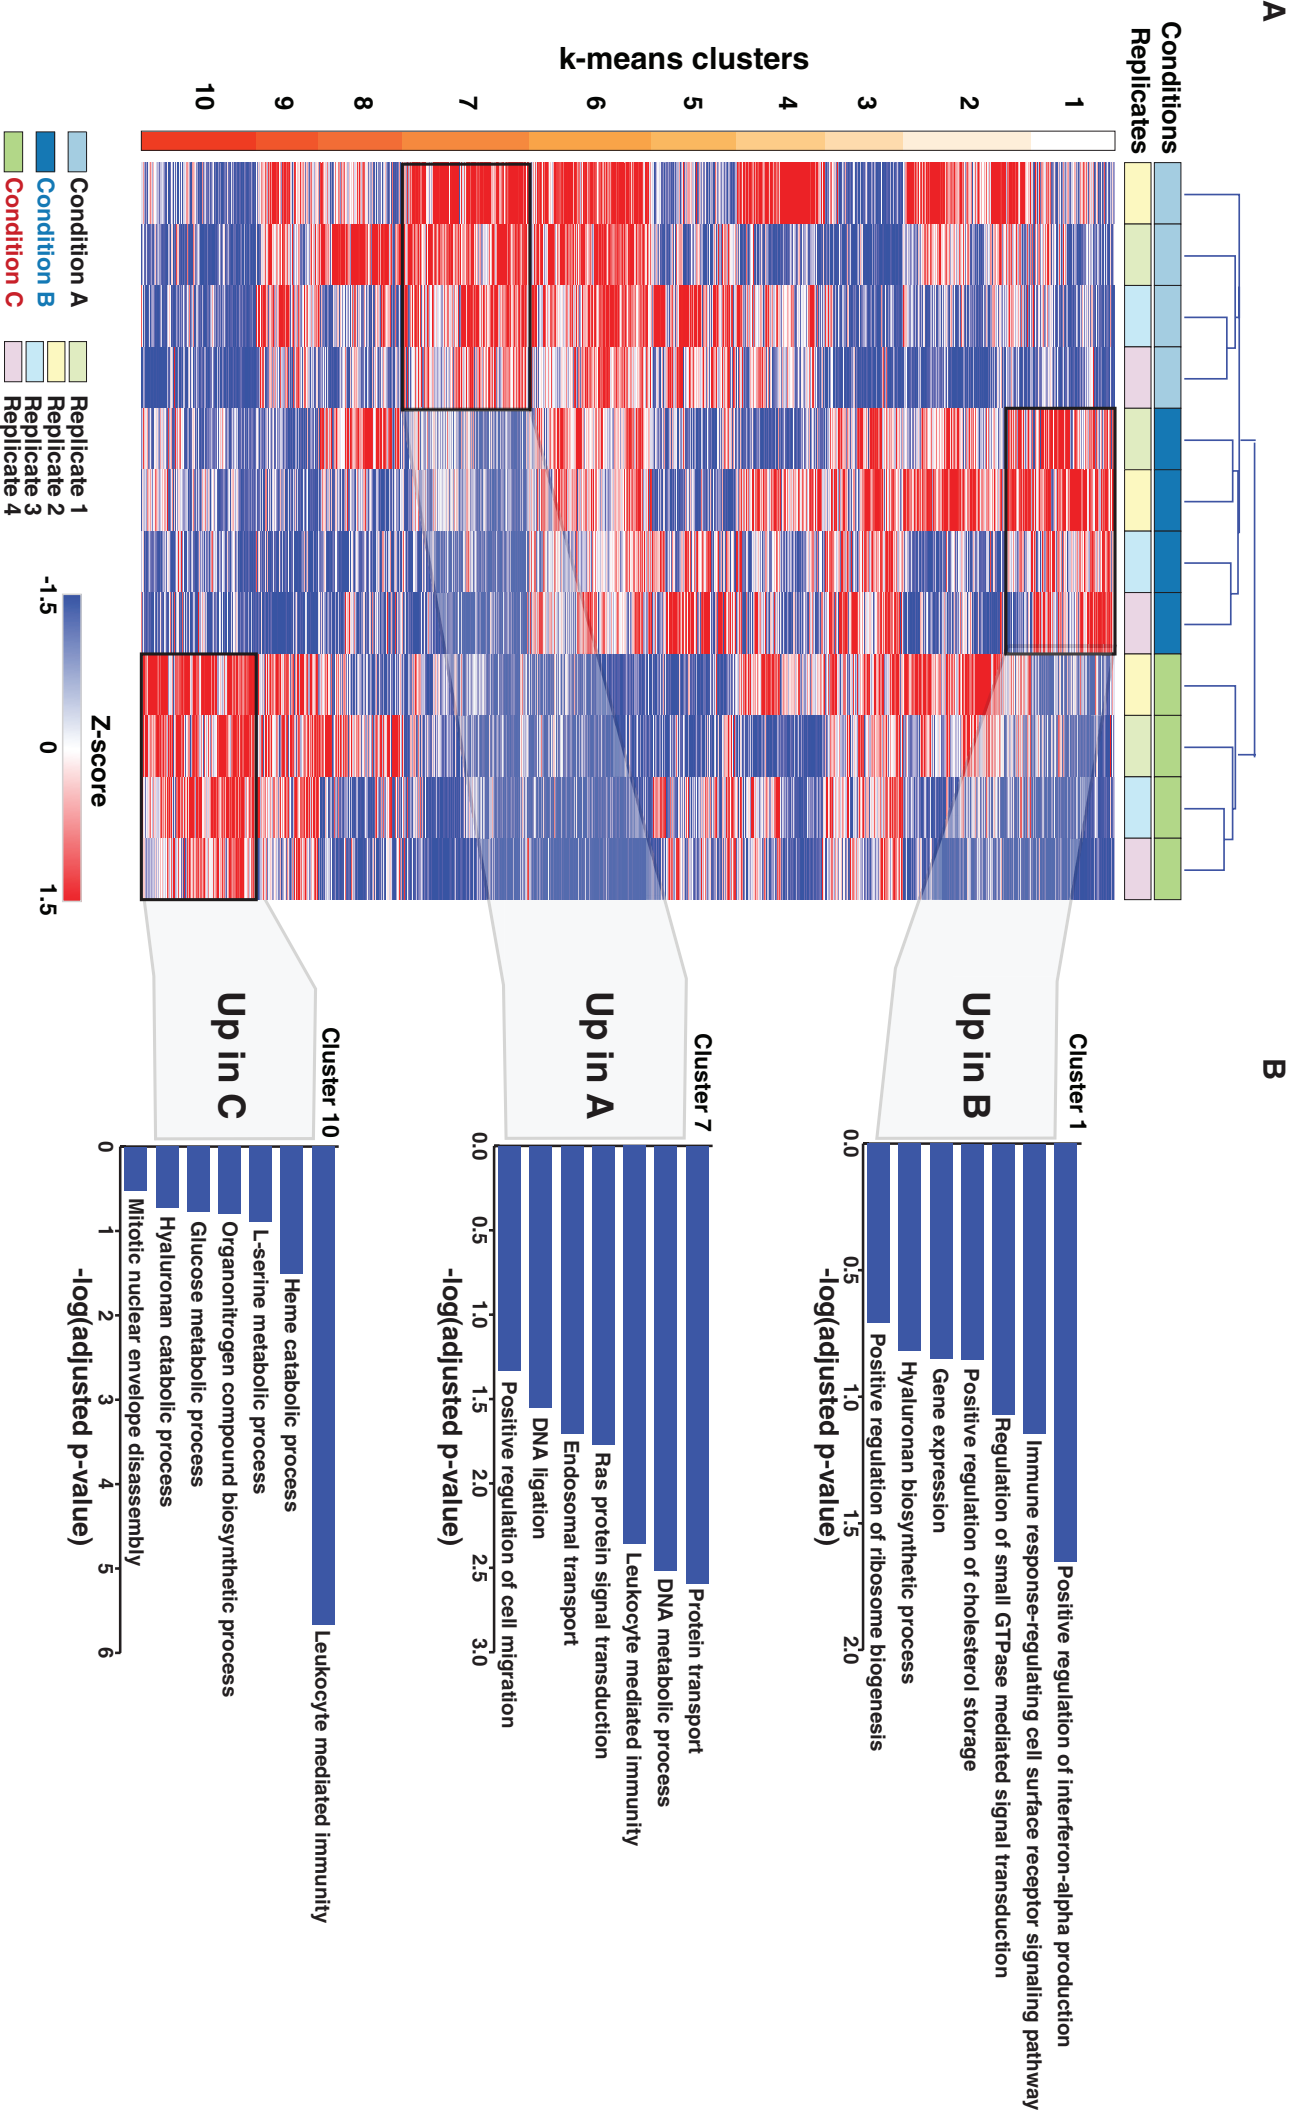 A
Conditions
Replicates
k-means clusters
1
2
3
4
5
6
7
8
9
10
Condition A
Condition B
Condition C
Replicate 1
Replicate 2
Replicate 3
Replicate 4
Z-score
-1.5
0
1.5
B
Cluster 1
Up in B
Positive regulation of interferon-alpha production
Immune response-regulating cell surface receptor signaling pathway
Regulation of small GTPase mediated signal transduction
Positive regulation of cholesterol storage
Gene expression
Hyaluronan biosynthetic process
Positive regulation of ribosome biogenesis
0.0
0.5
1.0
1.5
2.0
-log(adjusted p-value)
Cluster 7
Up in A
Protein transport
DNA metabolic process
Leukocyte mediated immunity
Ras protein signal transduction
Endosomal transport
DNA ligation
Positive regulation of cell migration
0.0
0.5
1.0
1.5
2.0
2.5
3.0
-log(adjusted p-value)
Cluster 10
Up in C
Leukocyte mediated immunity
Heme catabolic process
L-serine metabolic process
Organonitrogen compound biosynthetic process
Glucose metabolic process
Hyaluronan catabolic process
Mitotic nuclear envelope disassembly
0
1
2
3
4
5
6
-log(adjusted p-value)